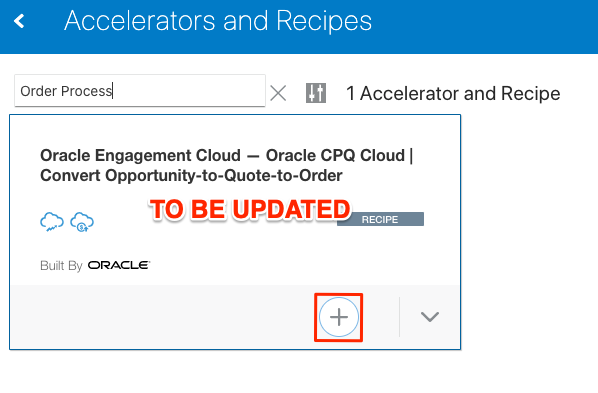 Accelerators and Recipes
Order Process
1 Accelerator and Recipe
Oracle Engagement Cloud — Oracle CPQ Cloud |
Convert Opportunity-to-Quote-to-Order
TO BE UPDATED
RECIPE
Built By ORACLE